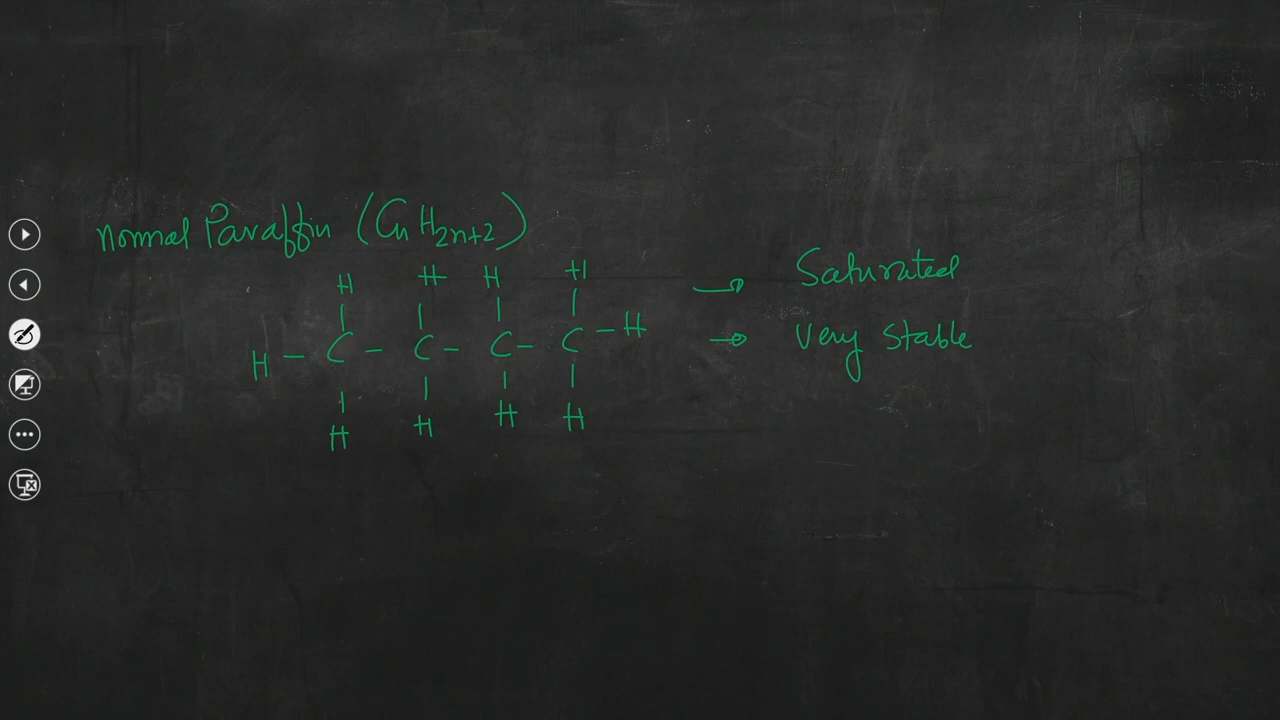 normal Paraffin (CnH2n+2)
H H H H
H - C - C - C - C - H
H H H H
→ Saturated
→ Very stable